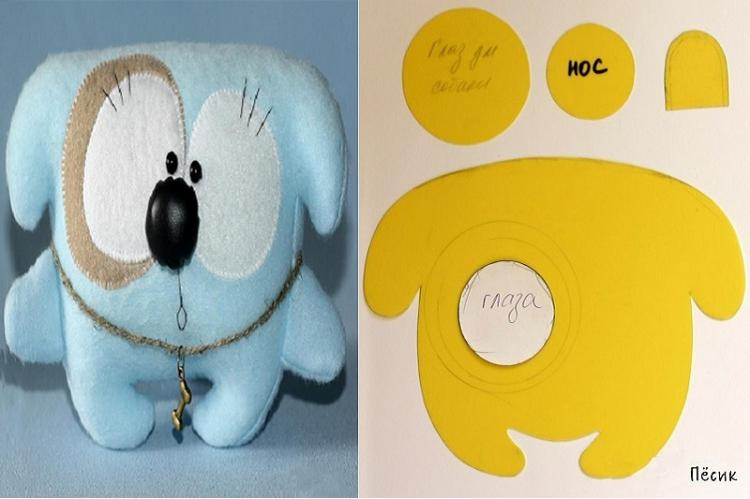 Глаз для
собаки
нос
глаза
Пёсик